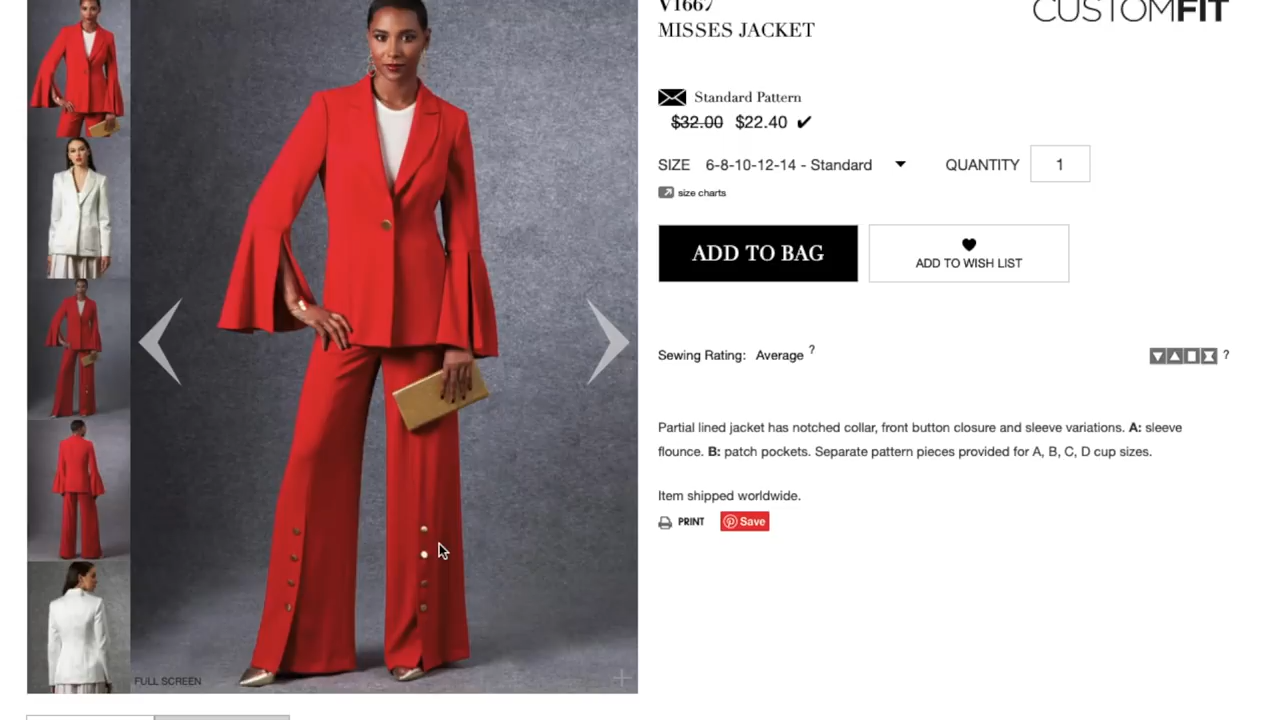 V1667
CUSTOMFIT
MISSES JACKET
Standard Pattern
$32.00 $22.40 ✔
SIZE 6-8-10-12-14 - Standard QUANTITY 1
size charts
ADD TO BAG
ADD TO WISH LIST
Sewing Rating: Average ?
?
Partial lined jacket has notched collar, front button closure and sleeve variations. A: sleeve
flounce. B: patch pockets. Separate pattern pieces provided for A, B, C, D cup sizes.
Item shipped worldwide.
PRINT Save
FULL SCREEN